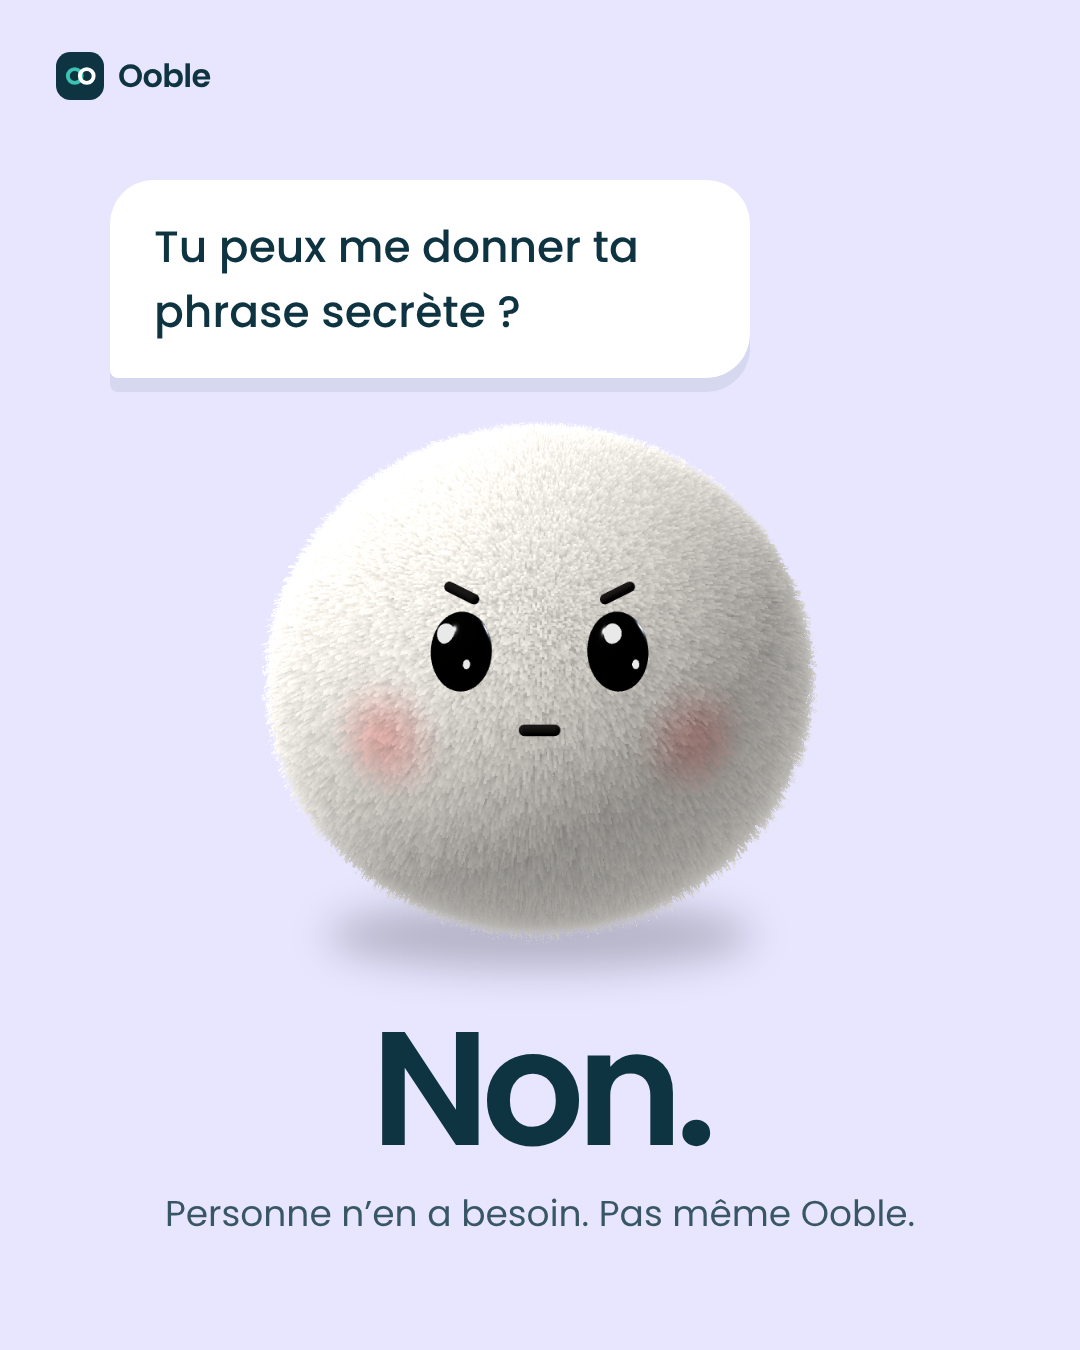 Ooble
Tu peux me donner ta
phrase secrète ?
Non.
Personne n’en a besoin. Pas même Ooble.